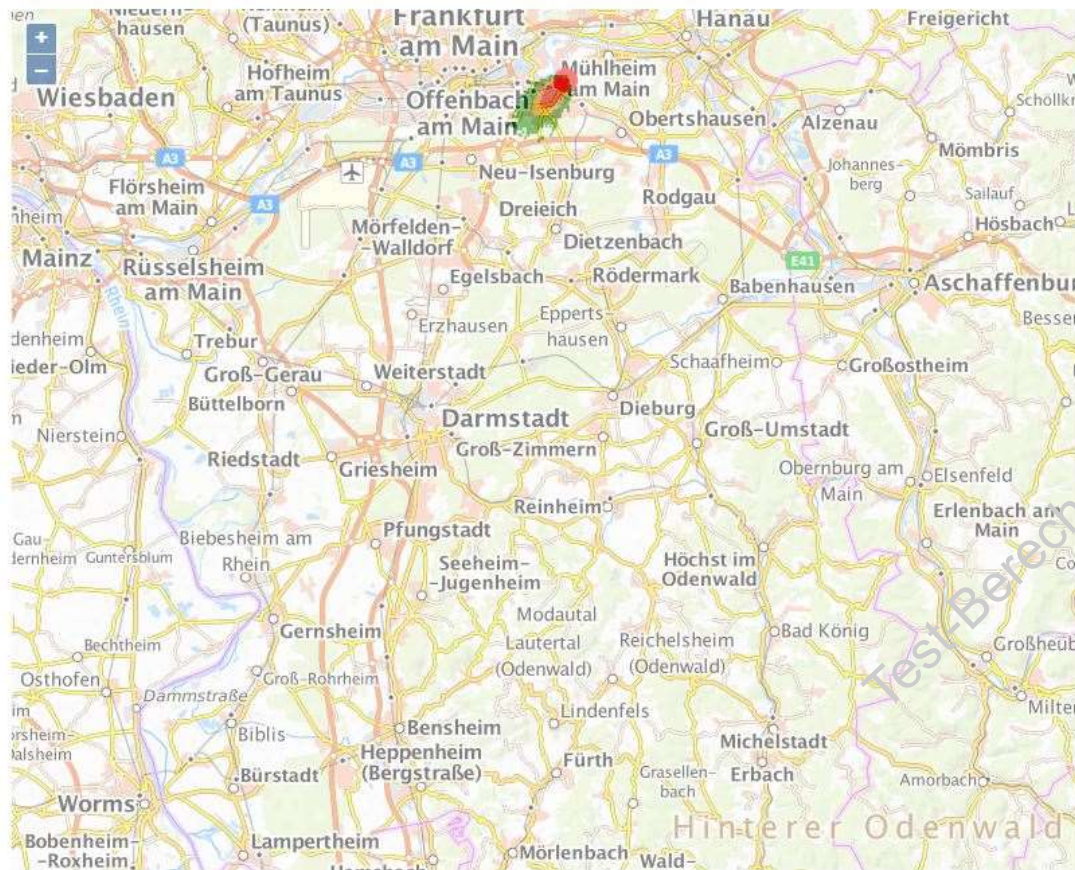 +
−
Frankfurt
am Main
hausen
(Taunus)
Hanau
Freigericht
Hofheim
am Taunus
Mühlheim
am Main
Wiesbaden
Offenbach
am Main
Obertshausen
Alzenau
Mömbris
A3
A3
A3
Neu-Isenburg
Johannes-
berg
Flörsheim
am Main
A3
Dreieich
Rodgau
Sailauf
Hösbach
Mörfelden-
-Walldorf
Dietzenbach
Mainz
Rüsselsheim
am Main
Egelsbach
Rödermark
E41
Babenhausen
Rhein
Erzhausen
Epperts-
hausen
Trebur
Schaafheim
Großostheim
Groß-Gerau
Weiterstadt
Büttelborn
Dieburg
Darmstadt
Nierstein
Groß-Zimmern
Groß-Umstadt
Riedstadt
Griesheim
Obernburg am
Main
Elsenfeld
Reinheim
Erlenbach am
Main
Pfungstadt
Biebesheim am
Rhein
Guntersblum
Höchst im
Odenwald
Seeheim-
-Jugenheim
Modautal
Gernsheim
Lautertal
(Odenwald)
Reichelsheim
(Odenwald)
Bad König
Bechtheim
Osthofen
Groß-Rohrheim
Dammstraße
Lindenfels
Biblis
Bensheim
Michelstadt
Heppenheim
(Bergstraße)
Fürth
Erbach
Bürstadt
Grasellen-
bach
Amorbach
Worms
Hinterer Odenwald
Bobenheim-
-Roxheim
Lampertheim
Mörlenbach
Wald-